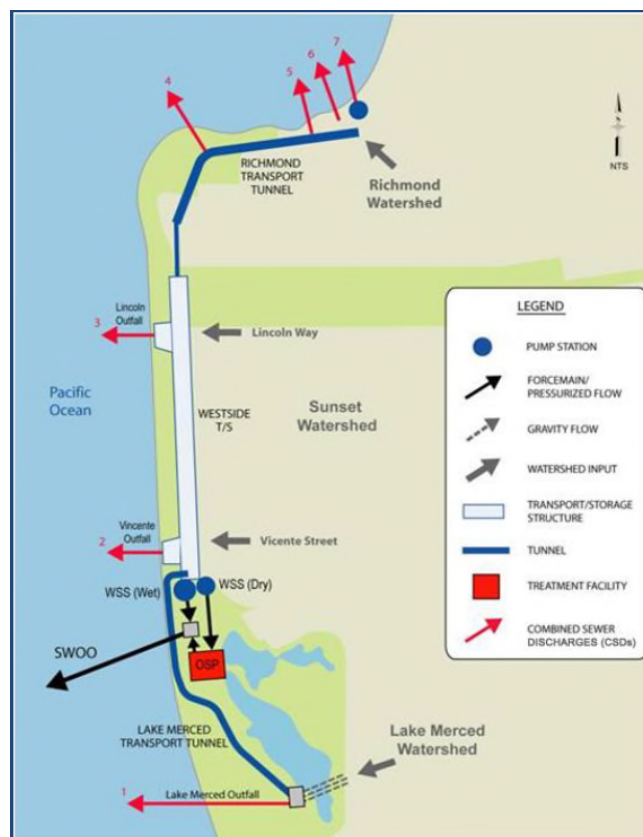 7
6
5
4
NTS
RICHMOND
TRANSPORT
TUNNEL
Richmond
Watershed
Lincoln
Outfall
3
Lincoln Way
LEGEND
PUMP STATION
FORCEMAIN/
PRESSURIZED FLOW
GRAVITY FLOW
WATERSHED INPUT
TRANSPORT/STORAGE
STRUCTURE
TUNNEL
TREATMENT FACILITY
COMBINED SEWER
DISCHARGES (CSDs)
Pacific
Ocean
WESTSIDE
T/S
Sunset
Watershed
Vincente
Outfall
2
Vicente Street
WSS (Wet)
WSS (Dry)
SWOO
OSP
LAKE MERCED
TRANSPORT TUNNEL
Lake Merced
Watershed
1
Lake Merced Outfall